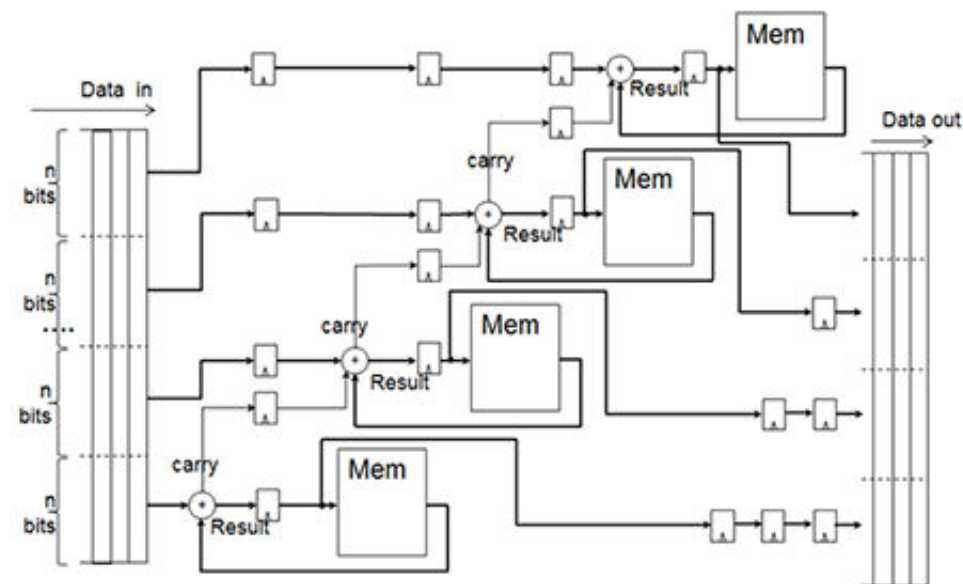 Mem
Data in
Result
Data out
carry
n
bits
Mem
Result
n
bits
....
carry
Mem
Result
n
bits
carry
Mem
Result
n
bits
+
+
+
+